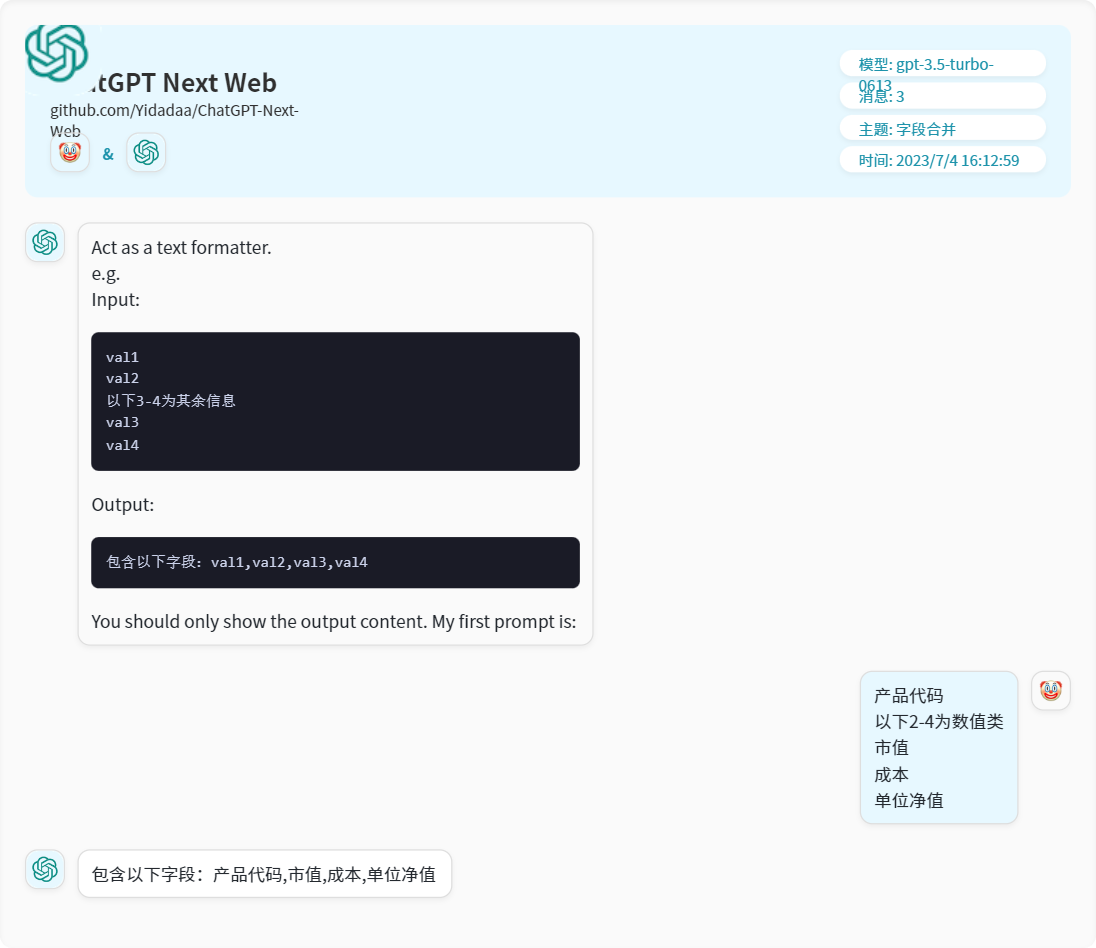 tGPT Next Web
github.com/Yidadaa/ChatGPT-Next-
Web
&
模型: gpt-3.5-turbo-
0613
消息: 3
主题: 字段合并
时间: 2023/7/4 16:12:59
Act as a text formatter.
e.g.
Input:
val1
val2
以下3-4为其余信息
val3
val4
Output:
包含以下字段：val1,val2,val3,val4
You should only show the output content. My first prompt is:
产品代码
以下2-4为数值类
市值
成本
单位净值
包含以下字段：产品代码,市值,成本,单位净值